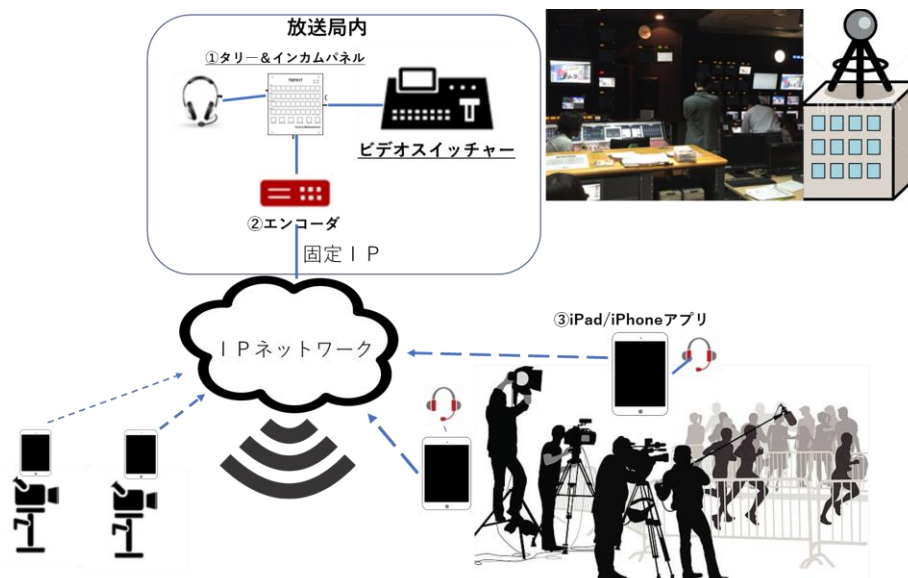 放送局内
①タリ―&インカムパネル
ビデオスイッチャー
②エンコーダ
固定IP
IPネットワーク
③iPad/iPhoneアプリ